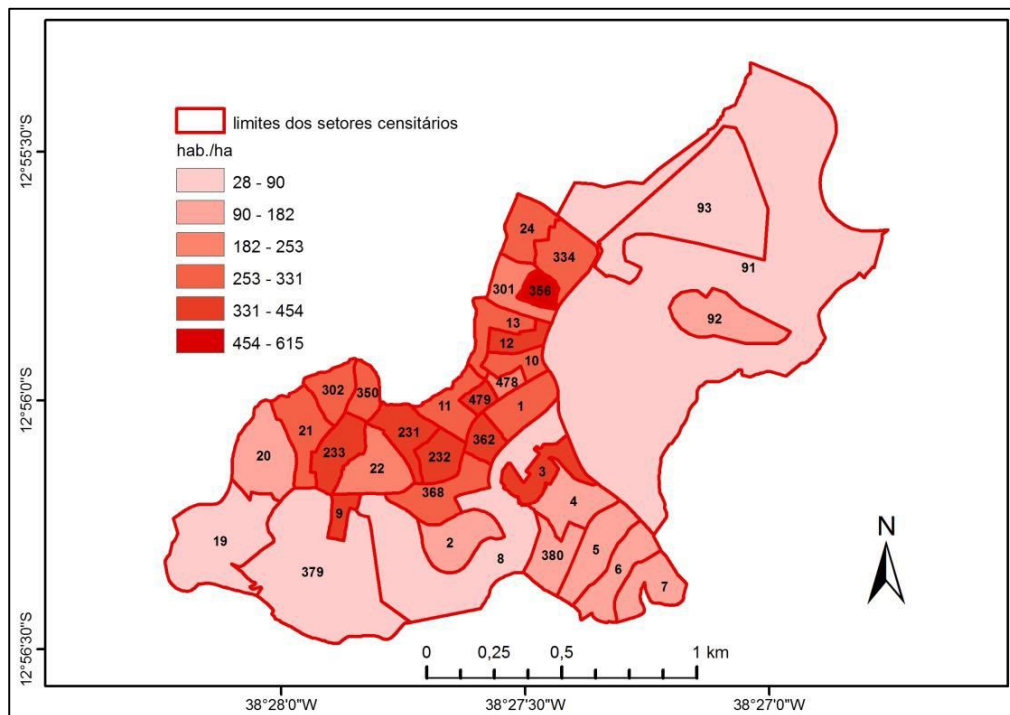 limites dos setores censitários
hab./ha
28 - 90
90 - 182
182 - 253
253 - 331
331 - 454
454 - 615
12°55'30"S
12°56'0"S
12°56'30"S
93
24
334
91
301
356
92
13
12
10
478
302
350
11
479
1
21
231
233
362
20
22
232
3
368
4
9
19
2
8
380
5
6
379
7
N
0 0,25 0,5 1 km
38°28'0"W 38°27'30"W 38°27'0"W